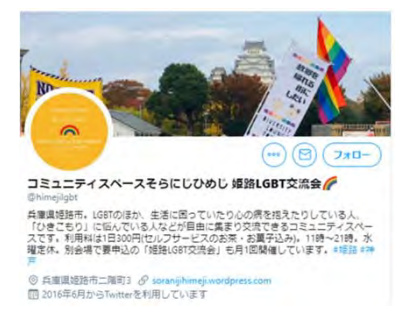 NO
フォロー
コミュニティスペースそらにじひめじ 姫路LGBT交流会
@himejilgbt
兵庫県姫路市。LGBTのほか、生活に困っていたり心の病を抱えたりしている人、
「ひきこもり」に悩んでいる人などが自由に集まり交流できるコミュニティスペー
スです。利用料は1日300円(セルフサービスのお茶・お菓子込み)。11時〜21時。水
曜定休。別会場で要申込の「姫路LGBT交流会」も月1回開催しています。#姫路 #神
戸
兵庫県姫路市二階町3 soranijihimeji.wordpress.com
2016年6月からTwitterを利用しています